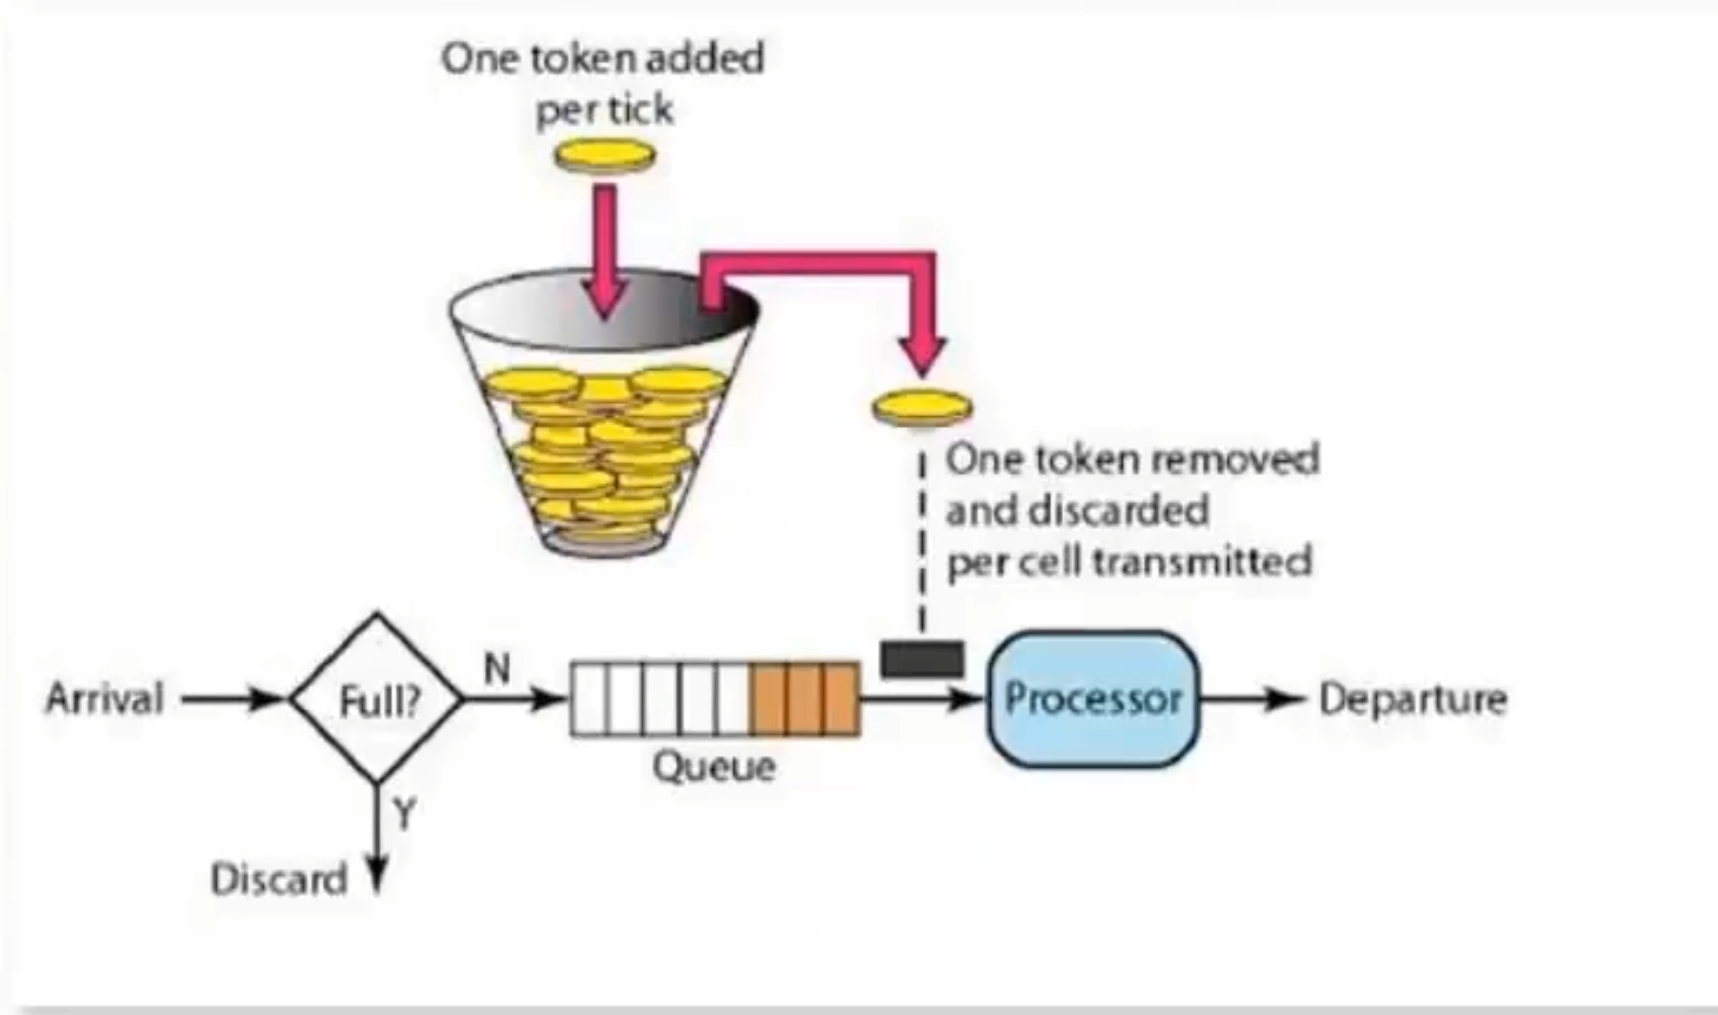 One token added
per tick
One token removed
and discarded
per cell transmitted
Arrival
Full?
N
Queue
Processor
Departure
Y
Discard